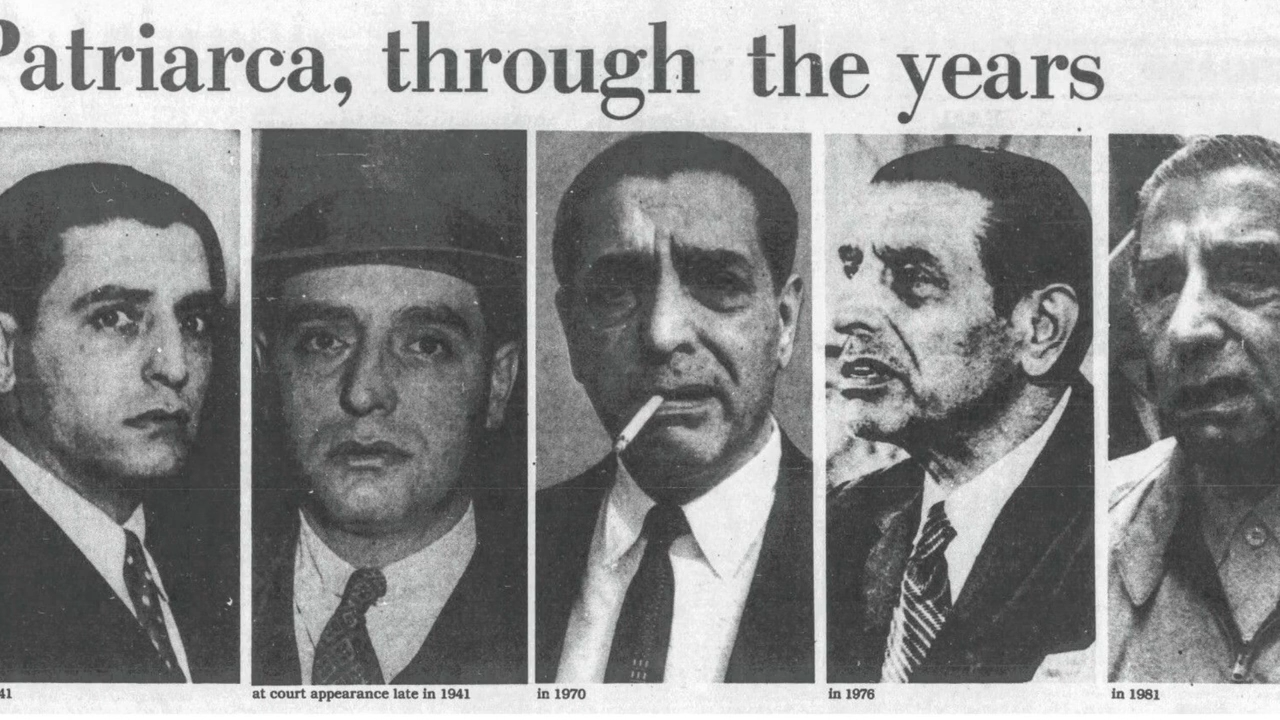 Patriarca, through the years
41
at court appearance late in 1941
in 1970
in 1976
in 1981